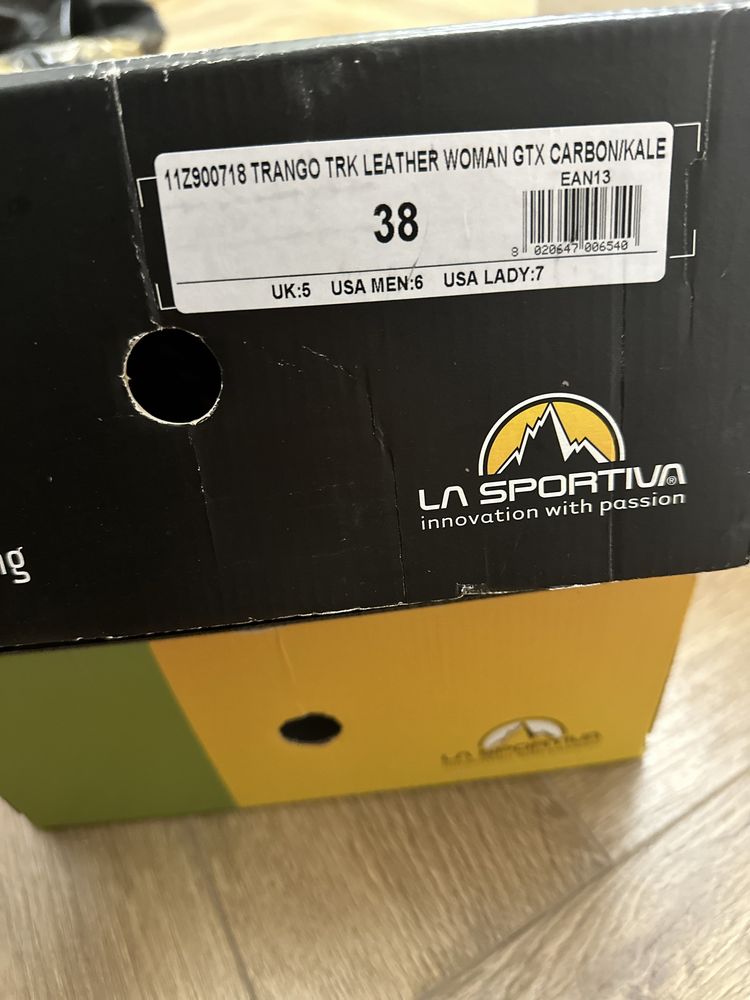 11Z900718 TRANGO TRK LEATHER WOMAN GTX CARBON/KALE
EAN13
38
8 020647 006540
UK:5 USA MEN:6 USA LADY:7
LA SPORTIVA®
innovation with passion
ng
LA SPORTIVA